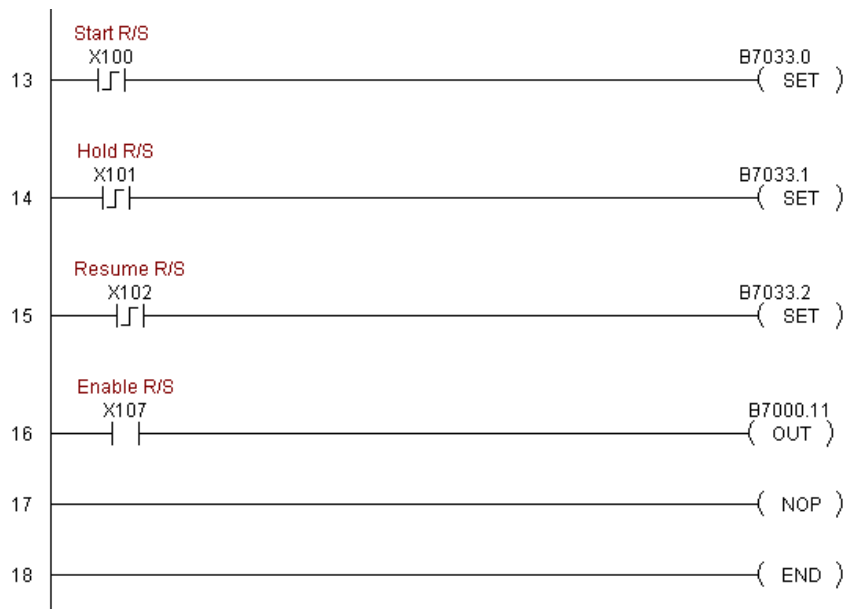 Start R/S
X100
B7033.0
13
( SET )
Hold R/S
X101
B7033.1
14
( SET )
Resume R/S
X102
B7033.2
15
( SET )
Enable R/S
X107
B7000.11
16
( OUT )
17
( NOP )
18
( END )